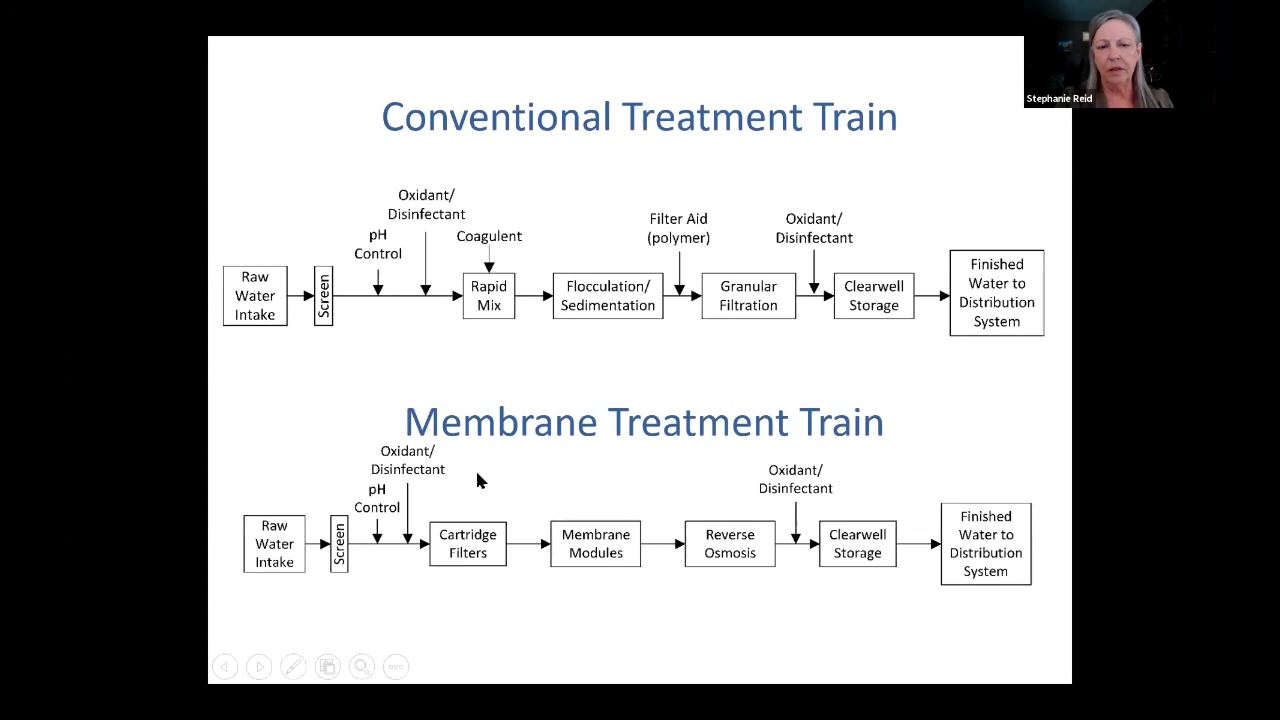 Stephanie Reid
Conventional Treatment Train
Oxidant/
Disinfectant
pH
Control
Coagulent
Filter Aid
(polymer)
Oxidant/
Disinfectant
Raw
Water
Intake
Screen
Rapid
Mix
Flocculation/
Sedimentation
Granular
Filtration
Clearwell
Storage
Finished
Water to
Distribution
System
Membrane Treatment Train
Oxidant/
Disinfectant
pH
Control
Oxidant/
Disinfectant
Raw
Water
Intake
Screen
Cartridge
Filters
Membrane
Modules
Reverse
Osmosis
Clearwell
Storage
Finished
Water to
Distribution
System